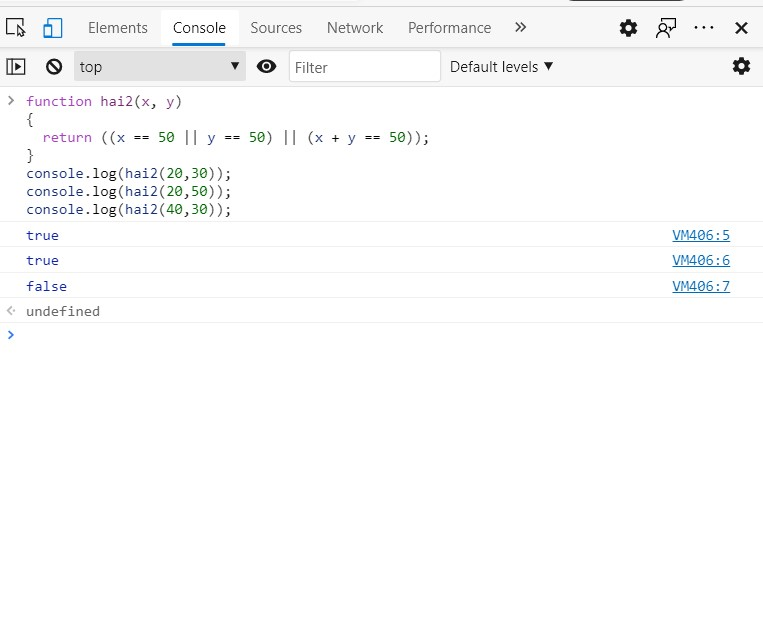 Elements Console Sources Network Performance
top Filter Default levels
function hai2(x, y)
{
  return ((x == 50 || y == 50) || (x + y == 50));
}
console.log(hai2(20,30));
console.log(hai2(20,50));
console.log(hai2(40,30));
true VM406:5
true VM406:6
false VM406:7
undefined